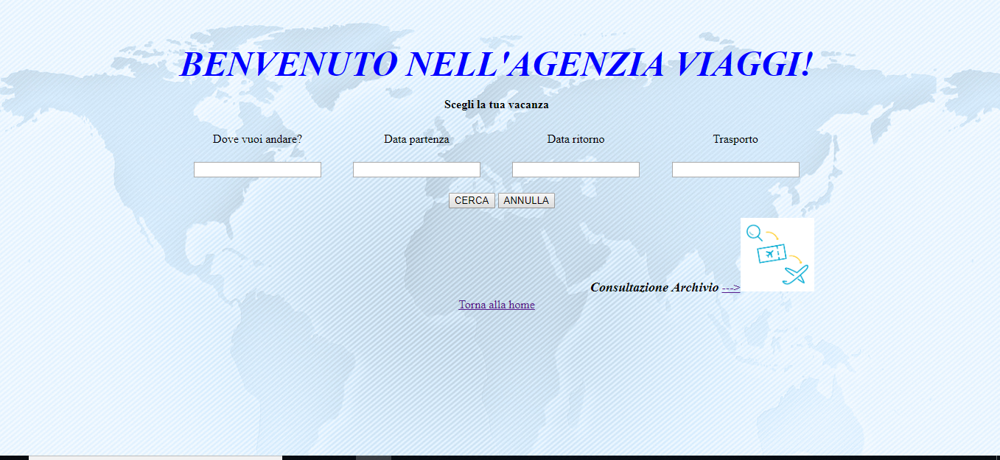 BENVENUTO NELL'AGENZIA VIAGGI!
Scegli la tua vacanza
Dove vuoi andare? Data partenza Data ritorno Trasporto
CERCA ANNULLA
Consultazione Archivio --->
Torna alla home